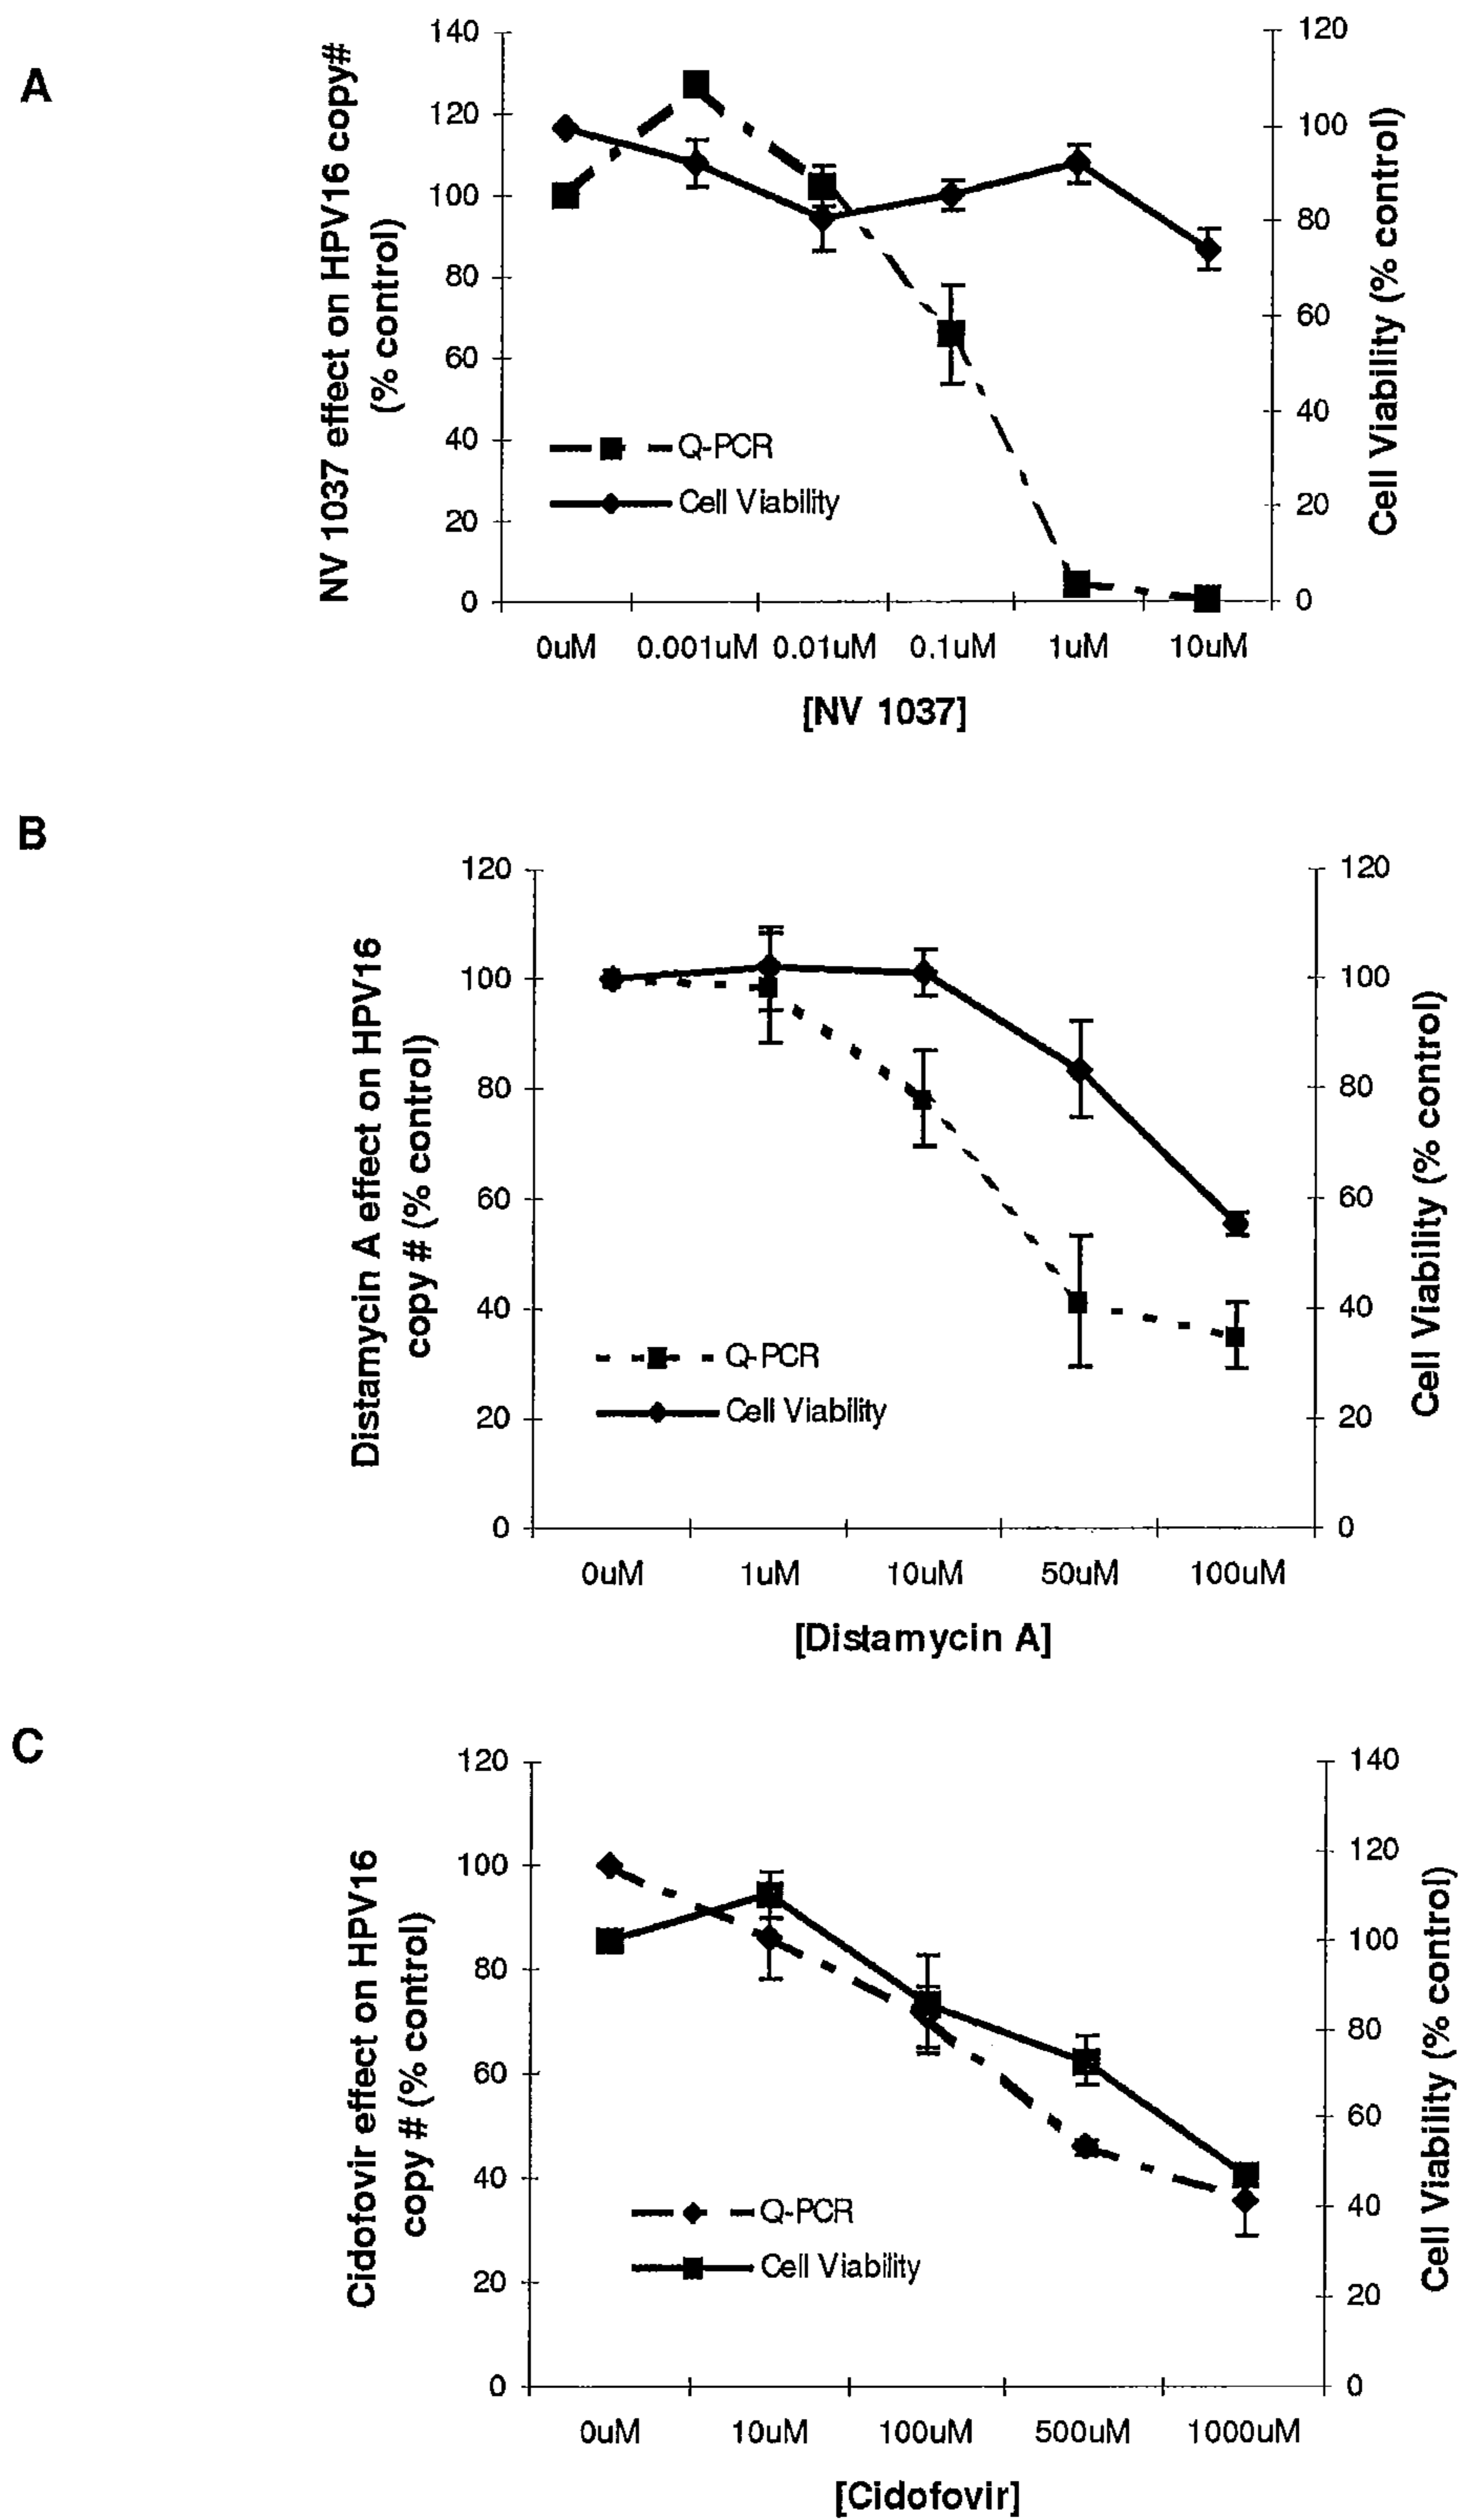 A
NV 1037 effect on HPV16 copy#
(% control)
140
120
100
80
60
40
20
0
Q-PCR
Cell Viability
120
100
80
60
40
20
0
Cell Viability (% control)
0uM 0.001uM 0.01uM 0.1uM 1uM 10uM
[NV 1037]
B
Distamycin A effect on HPV16
copy # (% control)
120
100
80
60
40
20
0
Q-PCR
Cell Viability
120
100
80
60
40
20
0
Cell Viability (% control)
0uM 1uM 10uM 50uM 100uM
[Distamycin A]
C
Cidofovir effect on HPV16
copy # (% control)
120
100
80
60
40
20
0
Q-PCR
Cell Viability
140
120
100
80
60
40
20
0
Cell Viability (% control)
0uM 10uM 100uM 500uM 1000uM
[Cidofovir]